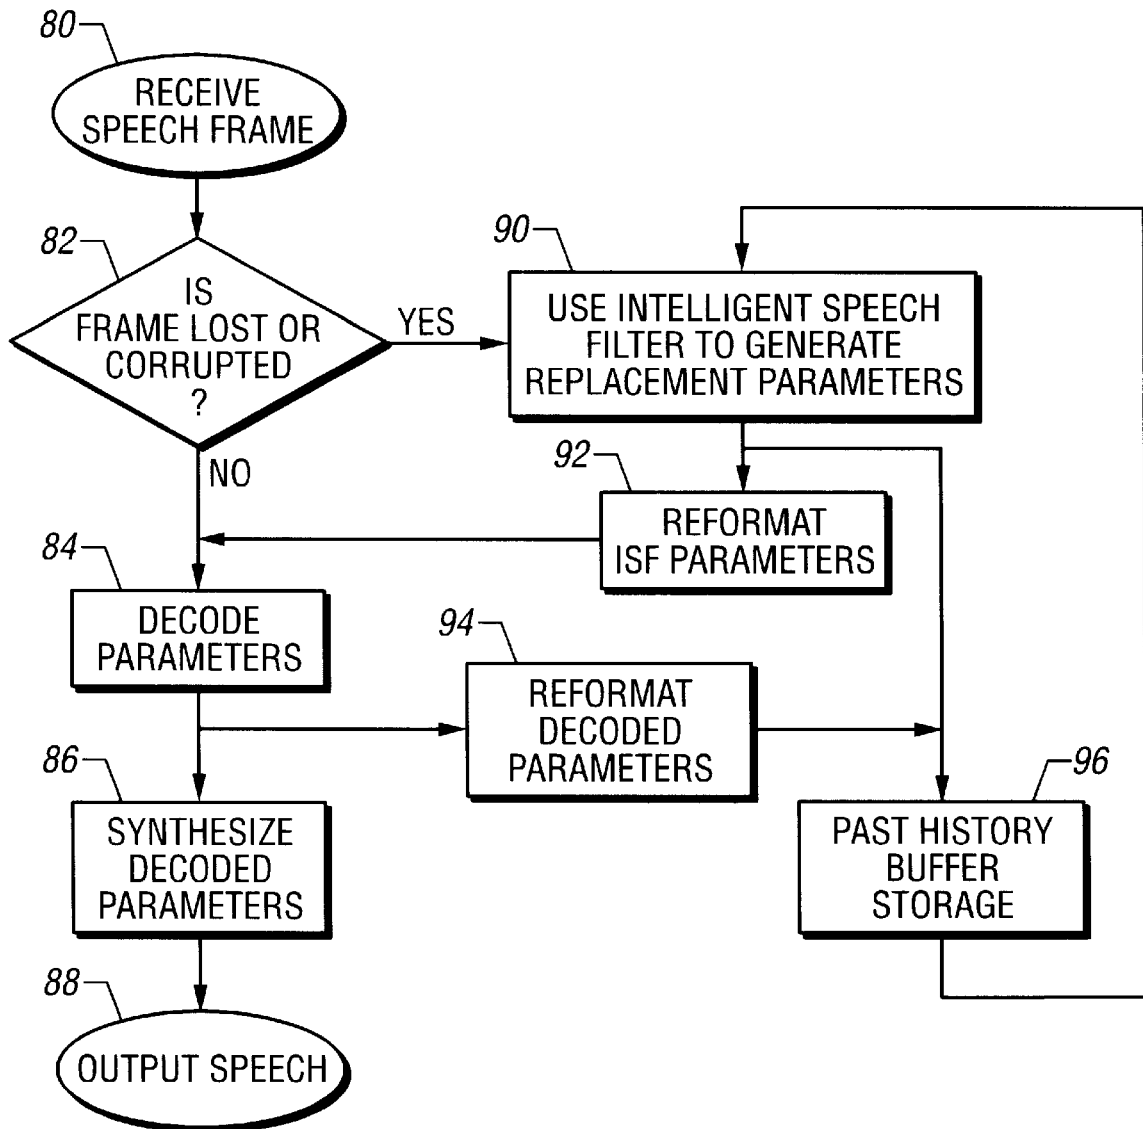 80
RECEIVE
SPEECH FRAME
82
IS
FRAME LOST OR
CORRUPTED
?
YES
NO
90
USE INTELLIGENT SPEECH
FILTER TO GENERATE
REPLACEMENT PARAMETERS
92
REFORMAT
ISF PARAMETERS
84
DECODE
PARAMETERS
94
REFORMAT
DECODED
PARAMETERS
86
SYNTHESIZE
DECODED
PARAMETERS
96
PAST HISTORY
BUFFER
STORAGE
88
OUTPUT SPEECH